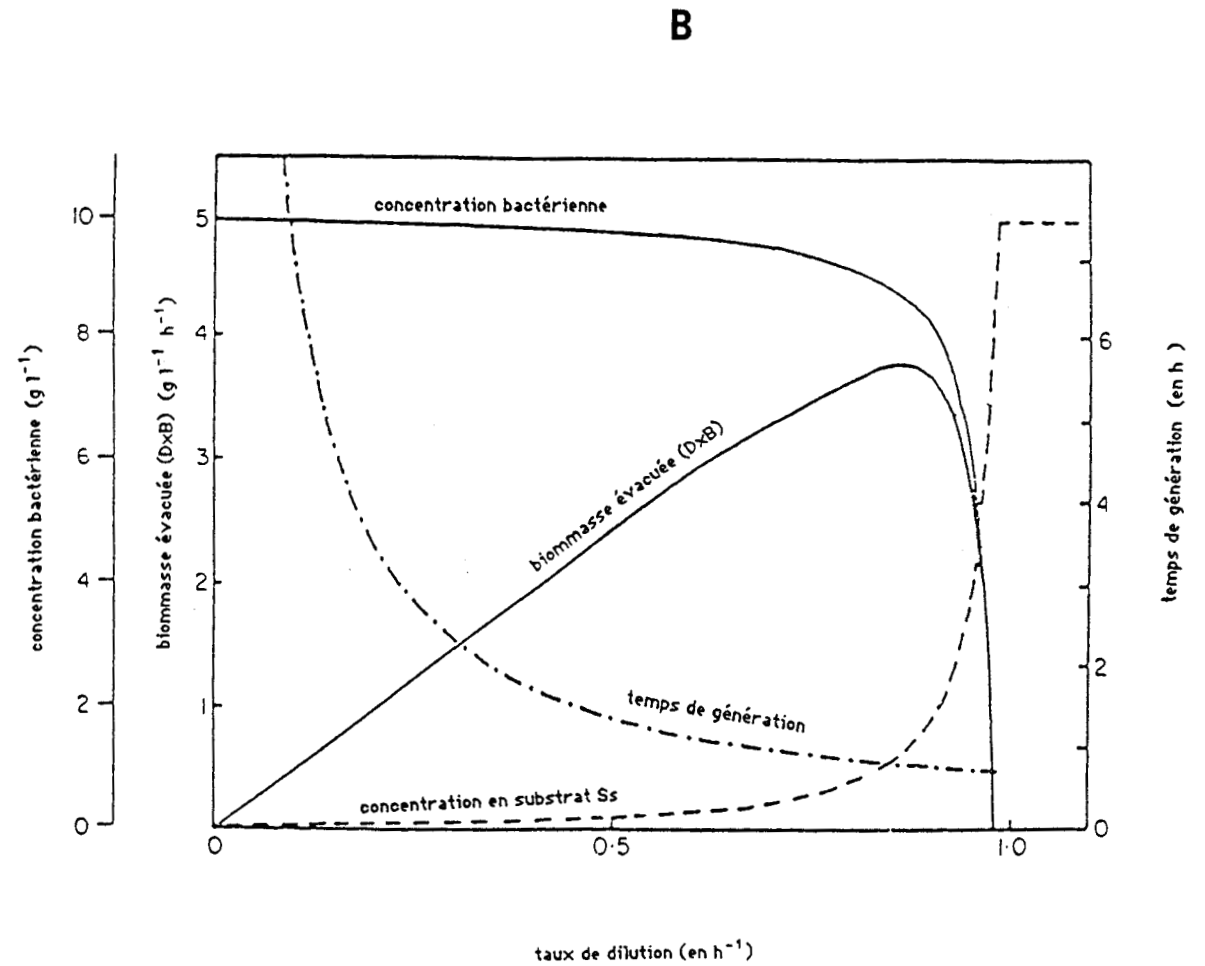 B
concentration bactérienne (g l⁻¹)
10
8
6
4
2
0
biommasse évacuée (DxB) (g l⁻¹ h⁻¹)
5
4
3
2
1
concentration bactérienne
biommasse évacuée (DxB)
temps de génération
concentration en substrat Ss
6
4
2
0
temps de génération (en h)
0
0·5
1·0
taux de dilution (en h⁻¹)